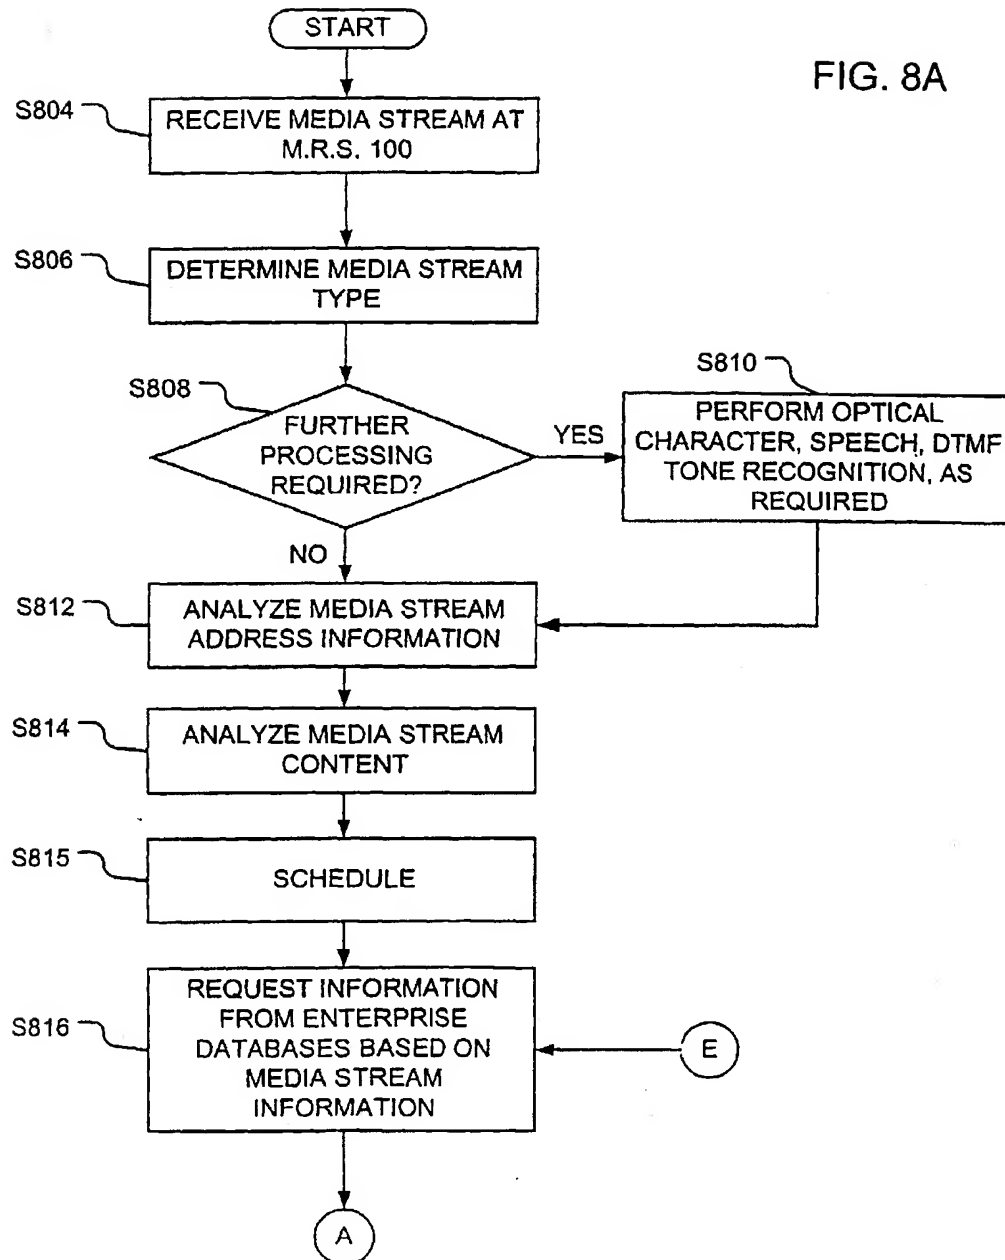 START
FIG. 8A
S804
RECEIVE MEDIA STREAM AT
M.R.S. 100
S806
DETERMINE MEDIA STREAM
TYPE
S808
FURTHER
PROCESSING
REQUIRED?
YES
S810
PERFORM OPTICAL
CHARACTER, SPEECH, DTMF
TONE RECOGNITION, AS
REQUIRED
NO
S812
ANALYZE MEDIA STREAM
ADDRESS INFORMATION
S814
ANALYZE MEDIA STREAM
CONTENT
S815
SCHEDULE
S816
REQUEST INFORMATION
FROM ENTERPRISE
DATABASES BASED ON
MEDIA STREAM
INFORMATION
E
A